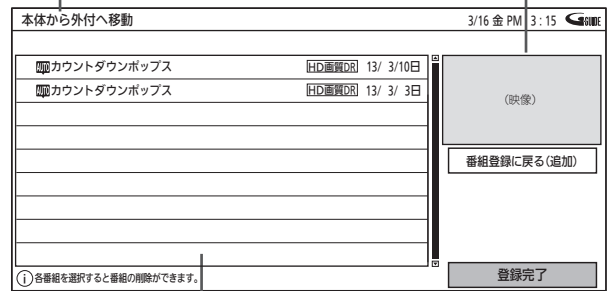 本体から外付へ移動
3/16 金 PM 3:15 GGUIDE
カウントダウンポップス HD画質DR 13/ 3/10日
カウントダウンポップス HD画質DR 13/ 3/ 3日
(映像)
番組登録に戻る(追加)
i 各番組を選択すると番組の削除ができます。
登録完了